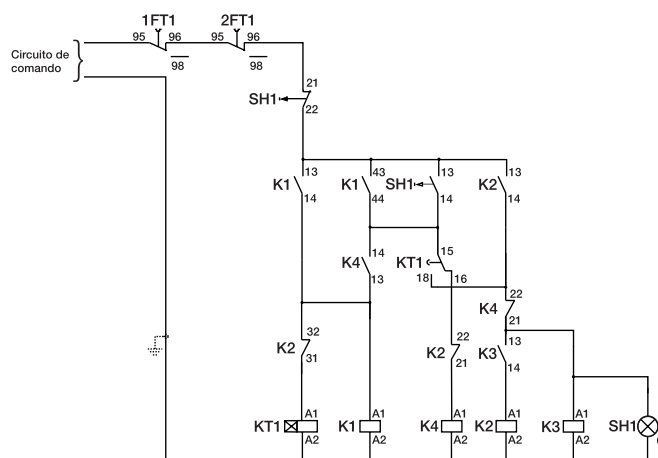 1FT1 2FT1
95 96 95 96
Circuito de
comando
98 98
21
SH1
22
13 43 13 13
K1 K1 SH1 K2
14 44 14 14
14 15
K4 KT1
13 18 16
22
K4
21
32 22 13
K2 K2 K3
31 21 14
A1 A1 A1 A1 A1
KT1 K1 K4 K2 K3 SH1
A2 A2 A2 A2 A2